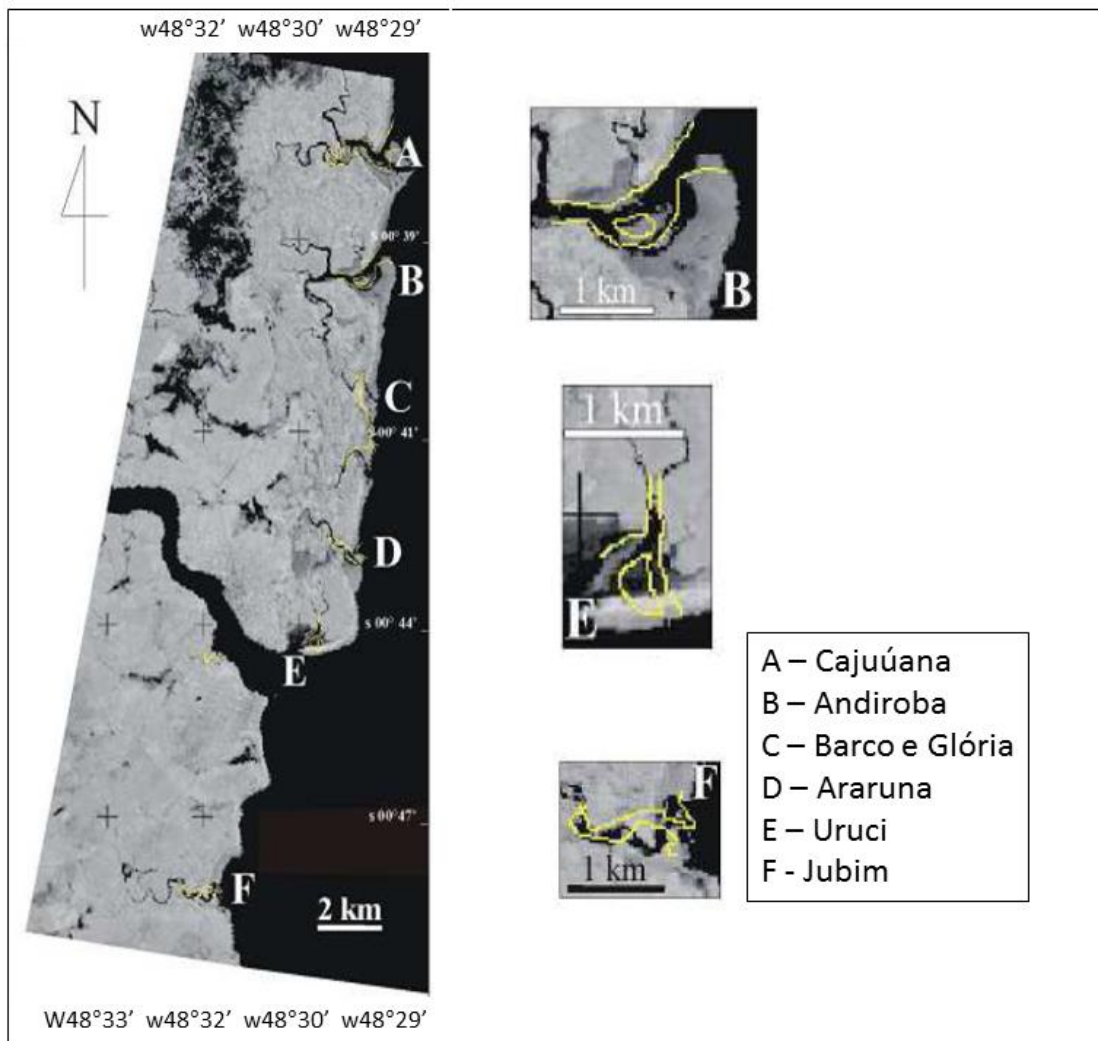 w48°32’ w48°30’ w48°29’
N
A
s 00° 39'
B
C
s 00° 41'
D
s 00° 44'
E
s 00° 47'
F
2 km
W48°33’ w48°32’ w48°30’ w48°29’
1 km
B
1 km
E
F
1 km
A – Cajuúana
B – Andiroba
C – Barco e Glória
D – Araruna
E – Uruci
F - Jubim